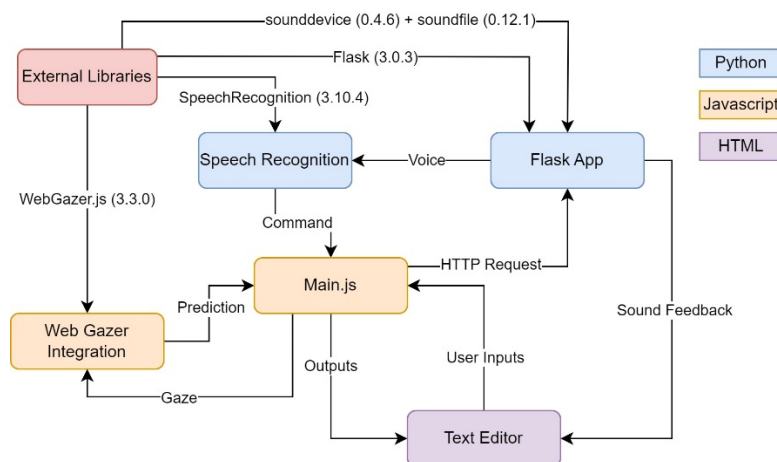 sounddevice (0.4.6) + soundfile (0.12.1)
Flask (3.0.3)
External Libraries
Python
SpeechRecognition (3.10.4)
Javascript
HTML
Speech Recognition
Voice
Flask App
WebGazer.js (3.3.0)
Command
HTTP Request
Main.js
Prediction
Sound Feedback
Web Gazer
Integration
Outputs
User Inputs
Gaze
Text Editor